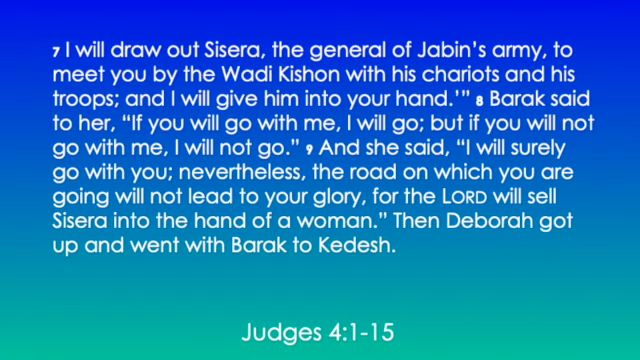 7 I will draw out Sisera, the general of Jabin’s army, to
meet you by the Wadi Kishon with his chariots and his
troops; and I will give him into your hand.’” 8 Barak said
to her, “If you will go with me, I will go; but if you will not
go with me, I will not go.” 9 And she said, “I will surely
go with you; nevertheless, the road on which you are
going will not lead to your glory, for the LORD will sell
Sisera into the hand of a woman.” Then Deborah got
up and went with Barak to Kedesh.
Judges 4:1-15